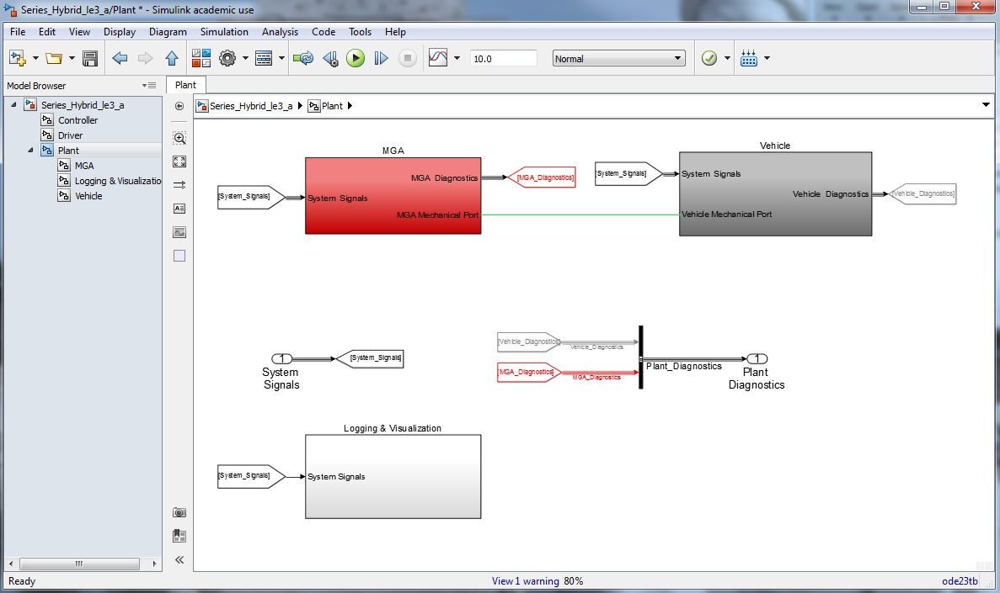 Series_Hybrid_le3_a/Plant * - Simulink academic use
File Edit View Display Diagram Simulation Analysis Code Tools Help
10.0
Normal
Model Browser
Plant
Series_Hybrid_le3_a
Controller
Driver
Plant
MGA
Logging & Visualizatio
Vehicle
Series_Hybrid_le3_a Plant
MGA
[System_Signals]
System Signals
MGA Diagnostics
MGA Mechanical Port
[MGA_Diagnostics]
Vehicle
[System_Signals]
System Signals
Vehicle Diagnostics
Vehicle Mechanical Port
[Vehicle_Diagnostics]
1
System
Signals
[System_Signals]
[Vehicle_Diagnostics]
Vehicle_Diagnostics
[MGA_Diagnostics]
MGA_Diagnostics
Plant_Diagnostics
1
Plant
Diagnostics
Logging & Visualization
[System_Signals]
System Signals
Ready
View 1 warning 80%
ode23tb